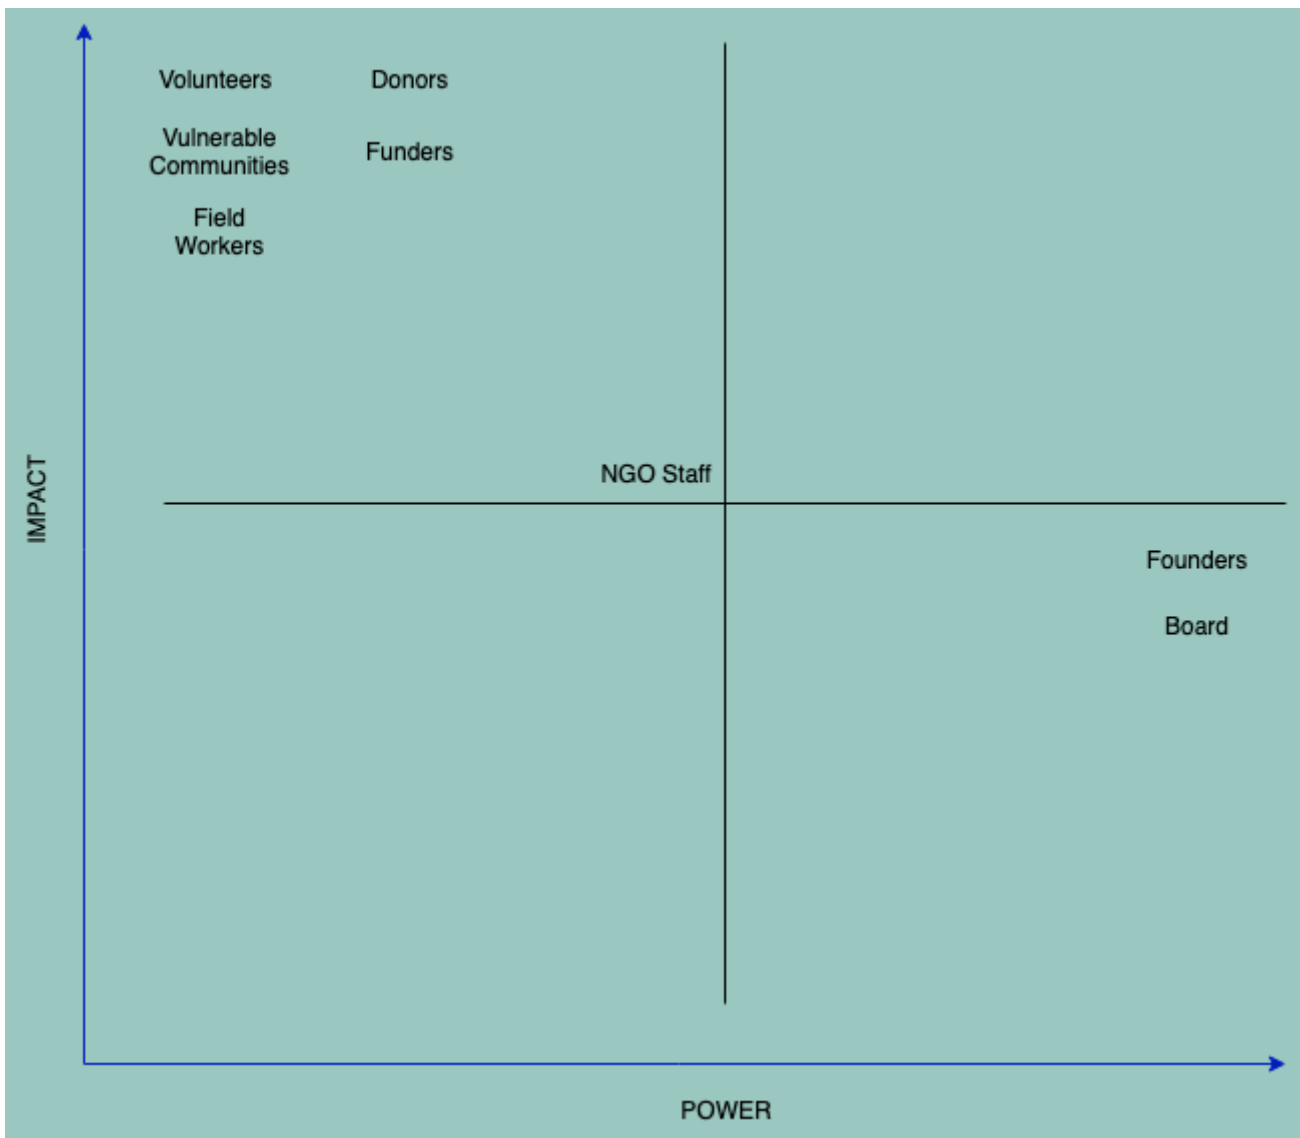 Volunteers
Donors
Vulnerable
Communities
Funders
Field
Workers
IMPACT
NGO Staff
Founders
Board
POWER